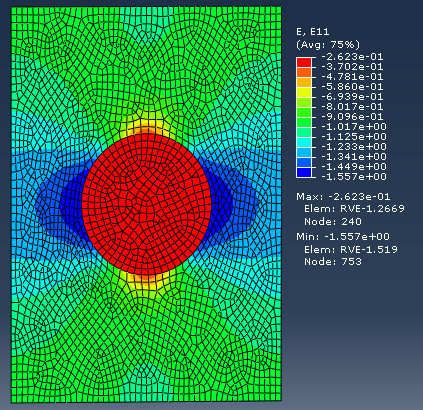 E, E11
(Avg: 75%)
-2.623e-01
-3.702e-01
-4.781e-01
-5.860e-01
-6.939e-01
-8.017e-01
-9.096e-01
-1.017e+00
-1.125e+00
-1.233e+00
-1.341e+00
-1.449e+00
-1.557e+00
Max: -2.623e-01
Elem: RVE-1.2669
Node: 240
Min: -1.557e+00
Elem: RVE-1.519
Node: 753